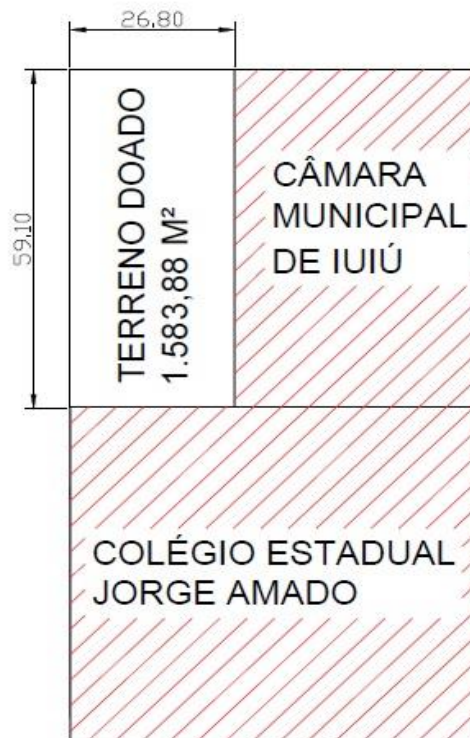 26.80
59.10
TERRENO DOADO
1.583,88 M²
CÂMARA
MUNICIPAL
DE IUIÚ
COLÉGIO ESTADUAL
JORGE AMADO